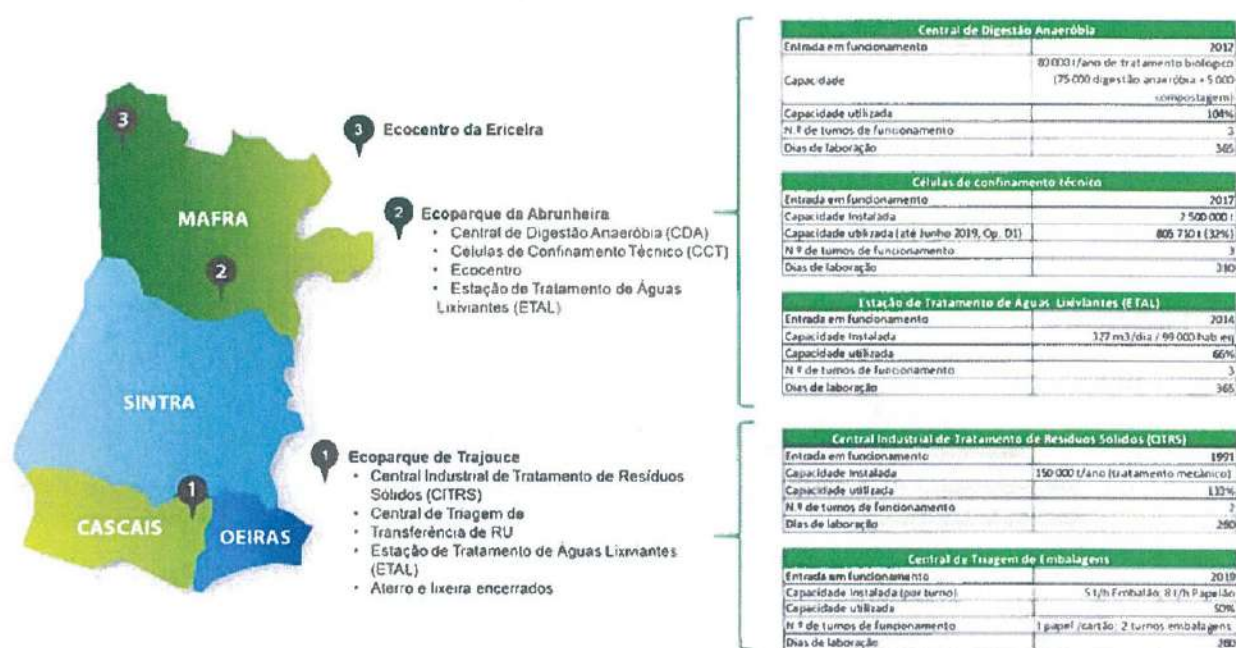 3
MAFRA
2
SINTRA
1
CASCAIS
OEIRAS
3 Ecocentro da Ericeira
2 Ecoparque da Abrunheira
• Central de Digestão Anaeróbia (CDA)
• Células de Confinamento Técnico (CCT)
• Ecocentro
• Estação de Tratamento de Águas
Lixiviantes (ETAL)
1 Ecoparque de Trajouce
• Central Industrial de Tratamento de Resíduos
Sólidos (CITRS)
• Central de Triagem de
• Transferência de RU
• Estação de Tratamento de Águas Lixiviantes
(ETAL)
• Aterro e lixeira encerrados
Central de Digestão Anaeróbia
Entrada em funcionamento 2012
80 000 t/ano de tratamento biológico
Capacidade (75 000 digestão anaeróbia + 5 000
compostagem)
Capacidade utilizada 104%
N.º de turnos de funcionamento 3
Dias de laboração 365
Células de confinamento técnico
Entrada em funcionamento 2017
Capacidade Instalada 2 500 000 t
Capacidade utilizada (até Junho 2019, Op. D1) 805 710 t (32%)
N.º de turnos de funcionamento 3
Dias de laboração 310
Estação de Tratamento de Águas Lixiviantes (ETAL)
Entrada em funcionamento 2014
Capacidade Instalada 327 m3/dia / 99 000 hab eq
Capacidade utilizada 66%
N.º de turnos de funcionamento 3
Dias de laboração 365
Central Industrial de Tratamento de Resíduos Sólidos (CITRS)
Entrada em funcionamento 1991
Capacidade Instalada 150 000 t/ano (tratamento mecânico)
Capacidade utilizada 133%
N.º de turnos de funcionamento 2
Dias de laboração 260
Central de Triagem de Embalagens
Entrada em funcionamento 2019
Capacidade Instalada (por turno) 5 t/h Embalão; 8 t/h Papelão
Capacidade utilizada 50%
N.º de turnos de funcionamento 1 papel /cartão; 2 turnos embalagens
Dias de laboração 260